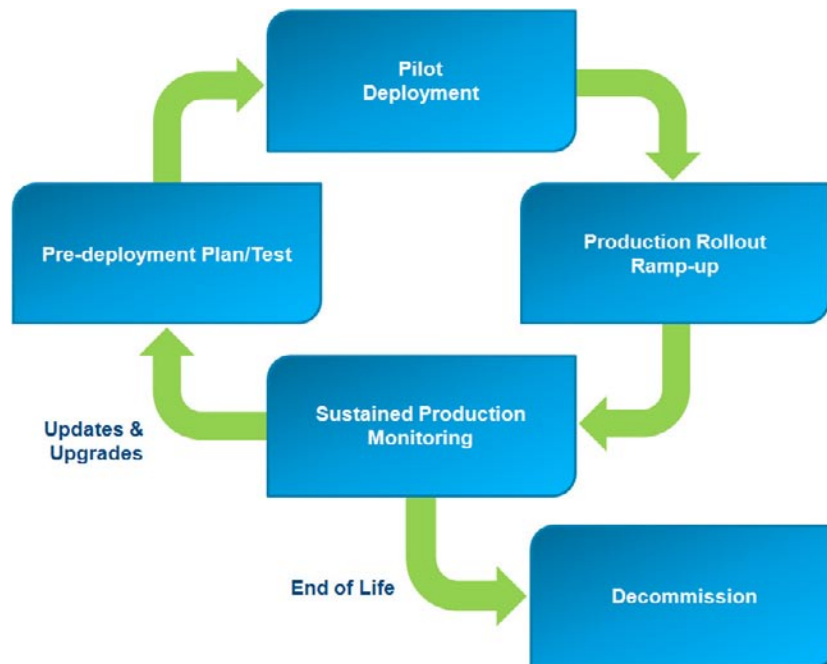 Pilot
Deployment
Pre-deployment Plan/Test
Production Rollout
Ramp-up
Sustained Production
Monitoring
Updates &
Upgrades
End of Life
Decommission